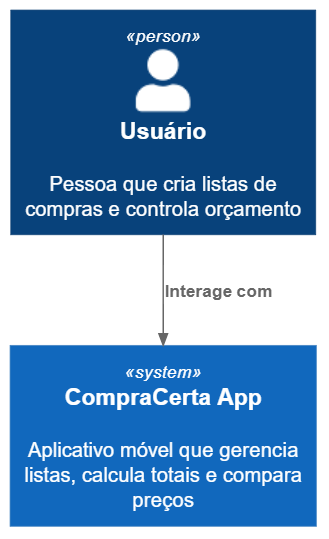 «person»
Usuário
Pessoa que cria listas de
compras e controla orçamento
Interage com
«system»
CompraCerta App
Aplicativo móvel que gerencia
listas, calcula totais e compara
preços